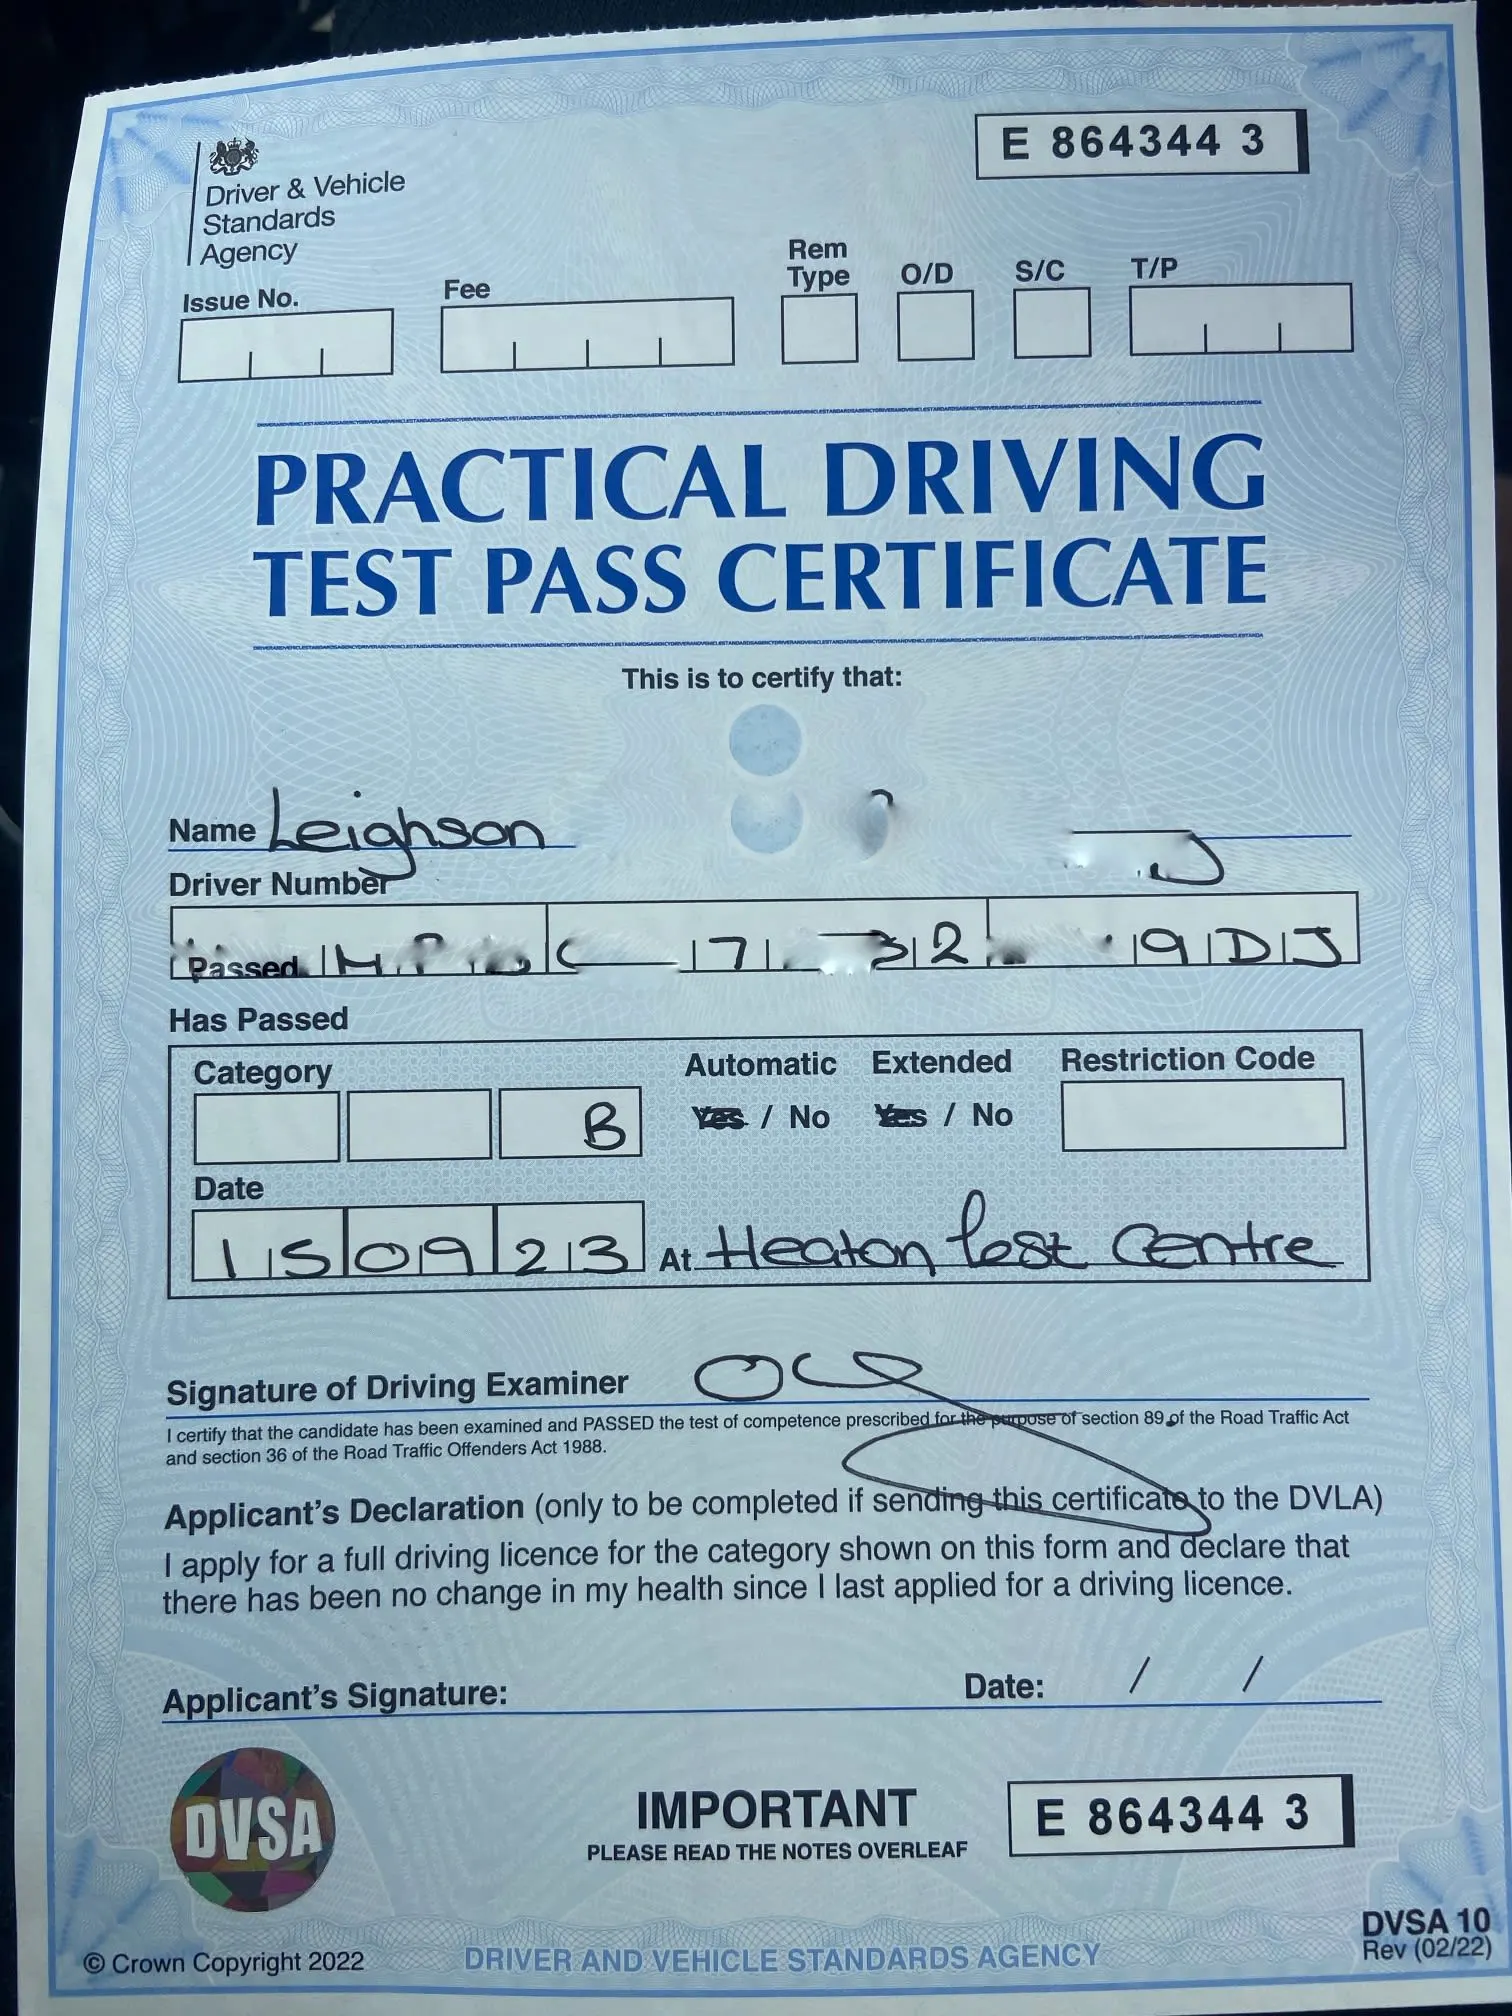 E 864344 3
Driver & Vehicle
Standards
Agency
Issue No. Fee Rem Type O/D S/C T/P
PRACTICAL DRIVING
TEST PASS CERTIFICATE
This is to certify that:
Name Leighson
Driver Number
Passed 7 3 2 9 D J
Has Passed
Category Automatic Extended Restriction Code
B Yes / No Yes / No
Date
15 09 23 At Heaton Test Centre
Signature of Driving Examiner
I certify that the candidate has been examined and PASSED the test of competence prescribed for the purpose of section 89 of the Road Traffic Act
and section 36 of the Road Traffic Offenders Act 1988.
Applicant's Declaration (only to be completed if sending this certificate to the DVLA)
I apply for a full driving licence for the category shown on this form and declare that
there has been no change in my health since I last applied for a driving licence.
Applicant's Signature: Date: / /
DVSA
IMPORTANT
PLEASE READ THE NOTES OVERLEAF
E 864344 3
DVSA 10
Rev (02/22)
© Crown Copyright 2022 DRIVER AND VEHICLE STANDARDS AGENCY